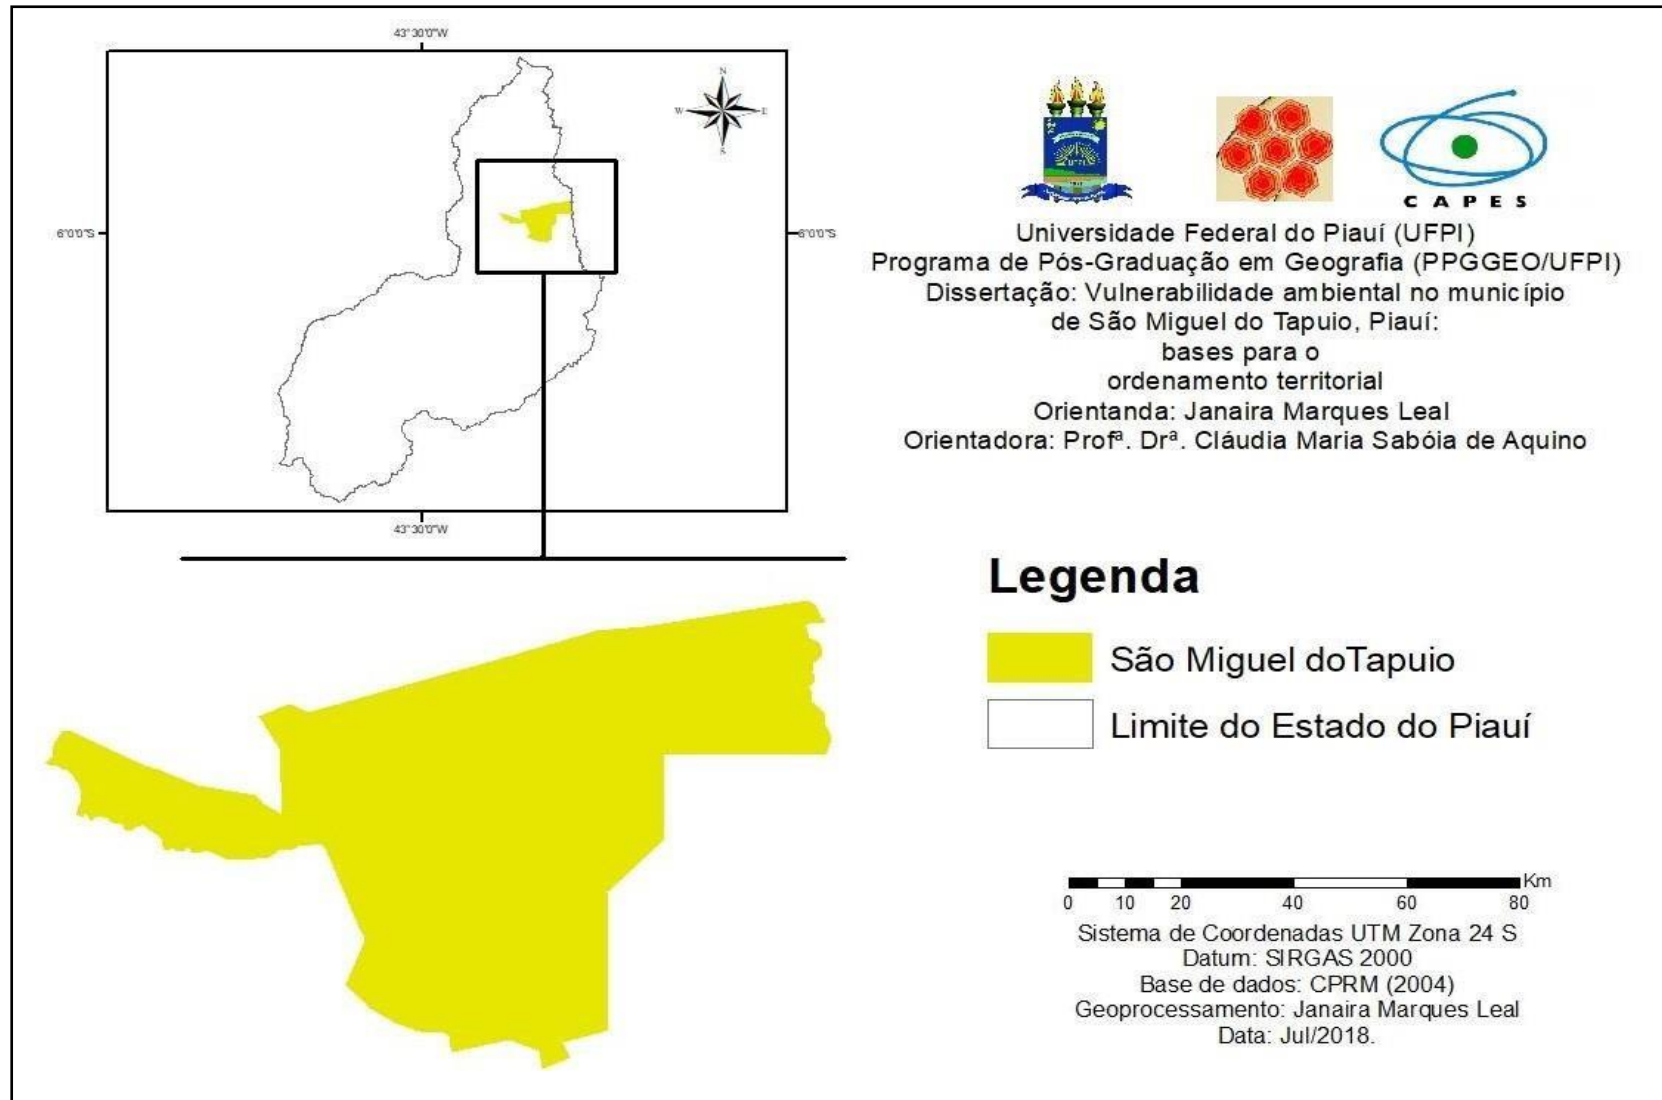 43°30'0"W
N
W
E
S
6°0'0"S
6°0'0"S
43°30'0"W
UFPI
CAPES
Universidade Federal do Piauí (UFPI)
Programa de Pós-Graduação em Geografia (PPGGEO/UFPI)
Dissertação: Vulnerabilidade ambiental no município
de São Miguel do Tapuio, Piauí:
bases para o
ordenamento territorial
Orientanda: Janaira Marques Leal
Orientadora: Profª. Drª. Cláudia Maria Sabóia de Aquino
Legenda
São Miguel doTapuio
Limite do Estado do Piauí
Km
0 10 20 40 60 80
Sistema de Coordenadas UTM Zona 24 S
Datum: SIRGAS 2000
Base de dados: CPRM (2004)
Geoprocessamento: Janaira Marques Leal
Data: Jul/2018.